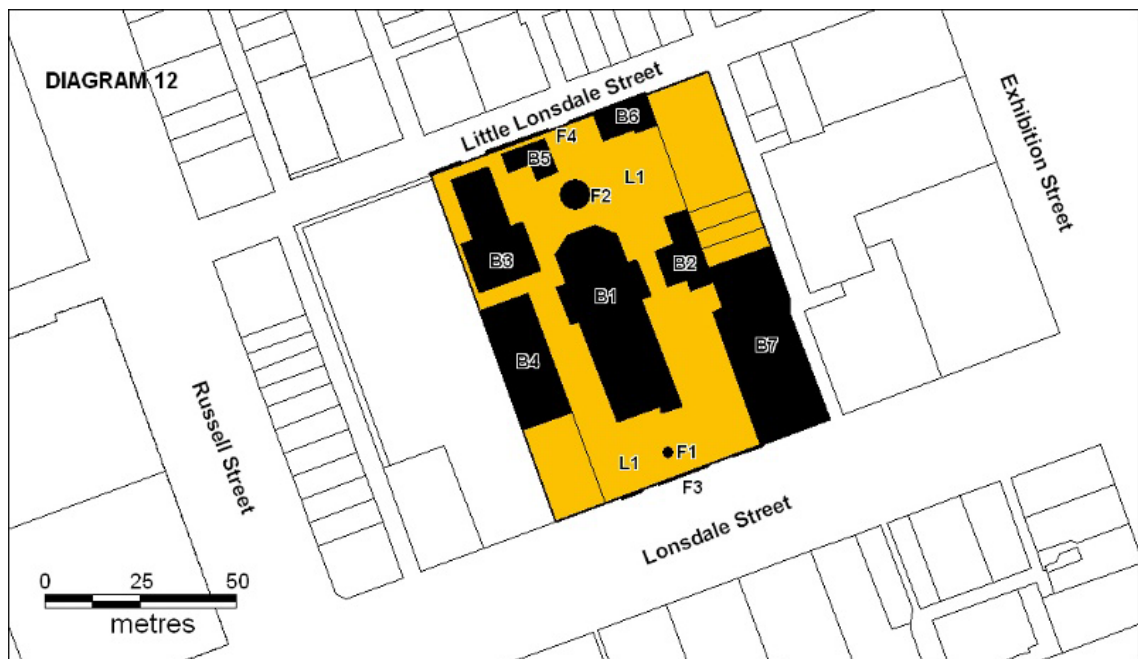 DIAGRAM 12
Little Lonsdale Street
Exhibition Street
B6
F4
B5
L1
F2
B3
B2
B1
B7
B4
Russell Street
F1
L1
F3
Lonsdale Street
0 25 50
metres